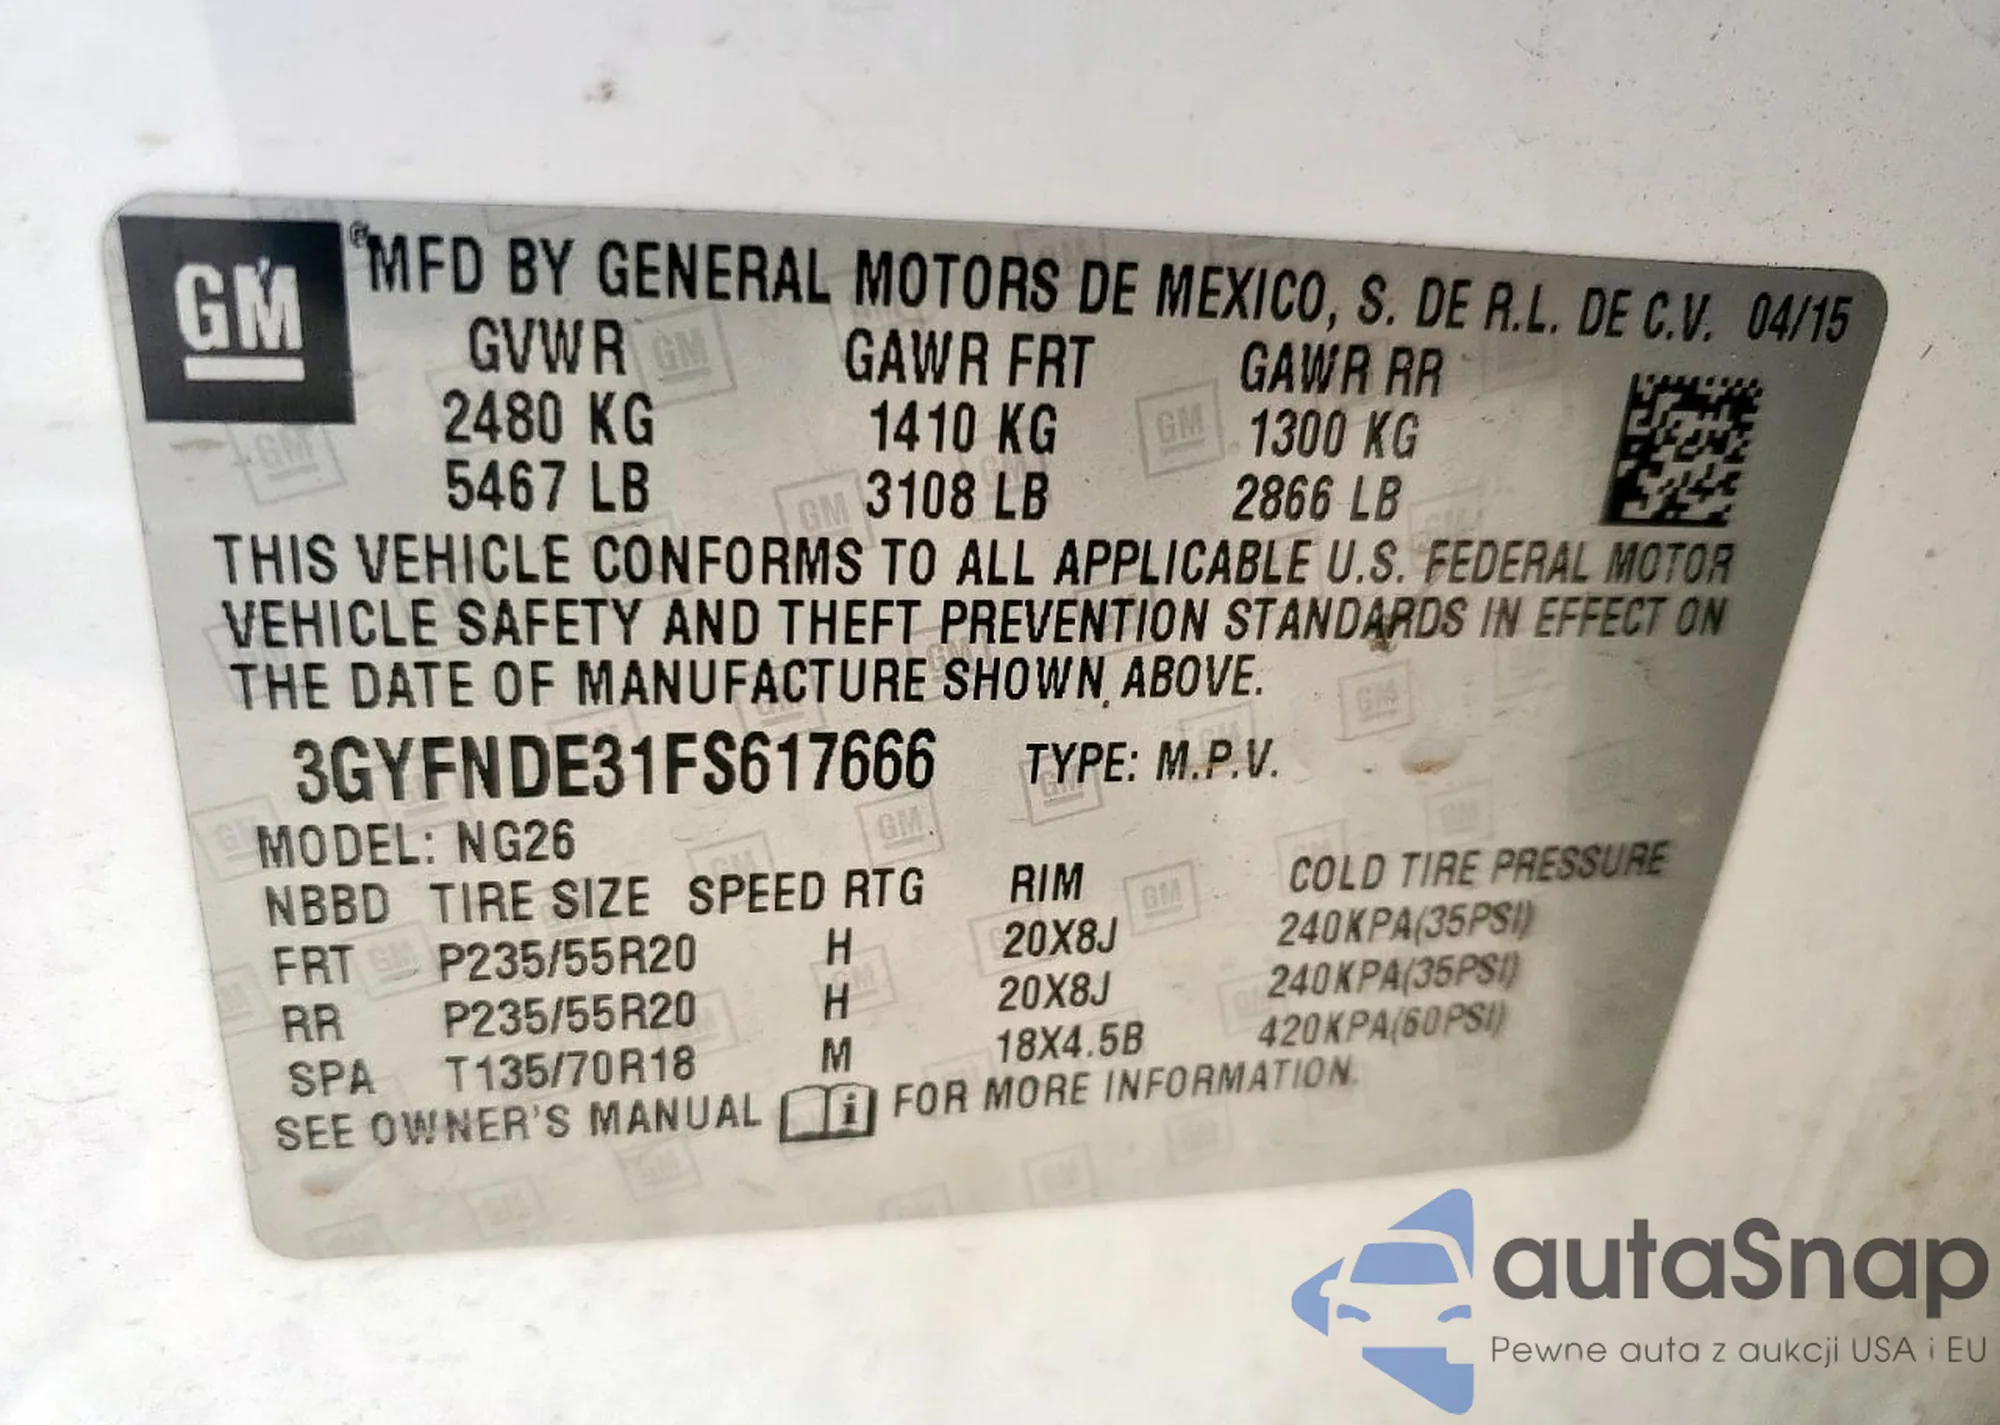 GM ®MFD BY GENERAL MOTORS DE MEXICO, S. DE R.L. DE C.V. 04/15
GVWR GAWR FRT GAWR RR
2480 KG 1410 KG 1300 KG
5467 LB 3108 LB 2866 LB
THIS VEHICLE CONFORMS TO ALL APPLICABLE U.S. FEDERAL MOTOR
VEHICLE SAFETY AND THEFT PREVENTION STANDARDS IN EFFECT ON
THE DATE OF MANUFACTURE SHOWN ABOVE.
3GYFNDE31FS617666 TYPE: M.P.V.
MODEL: NG26
NBBD TIRE SIZE SPEED RTG RIM COLD TIRE PRESSURE
FRT P235/55R20 H 20X8J 240KPA(35PSI)
RR P235/55R20 H 20X8J 240KPA(35PSI)
SPA T135/70R18 M 18X4.5B 420KPA(60PSI)
SEE OWNER'S MANUAL i FOR MORE INFORMATION.
autaSnap
Pewne auta z aukcji USA i EU